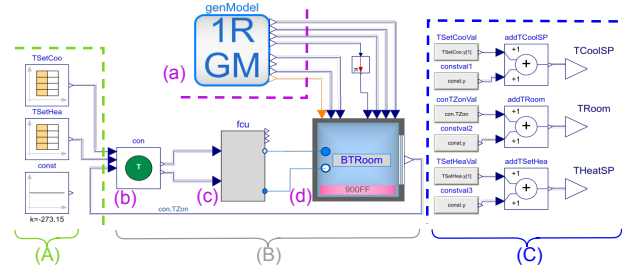 genModel
1R
GM
(a)
TSetCoo
TSetHea
const
k=-273.15
(A)
con
T
(b)
con.TZon
fcu
(c)
BTRoom
900FF
(d)
(B)
TSetCooVal
TSetCoo.y[1]
constval1
const.y
addTCoolSP
+1
+
+1
TCoolSP
conTZonVal
con.TZon
constval2
const.y
addTRoom
+1
+
+1
TRoom
TSetHeaVal
TSetHea.y[1]
constval3
const.y
addTSetHea
+1
+
+1
THeatSP
(C)